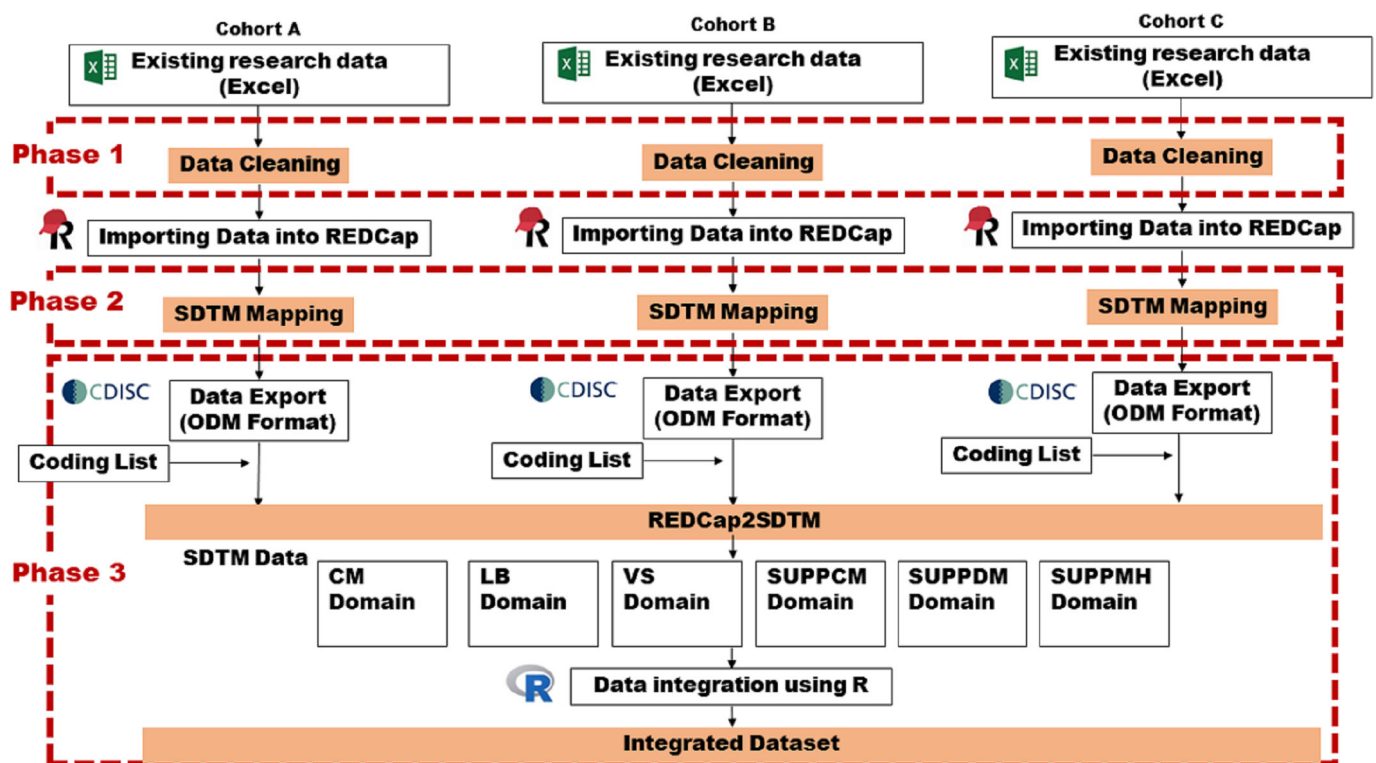 Cohort A
Cohort B
Cohort C
Existing research data
(Excel)
Existing research data
(Excel)
Existing research data
(Excel)
Phase 1
Data Cleaning
Data Cleaning
Data Cleaning
Importing Data into REDCap
Importing Data into REDCap
Importing Data into REDCap
Phase 2
SDTM Mapping
SDTM Mapping
SDTM Mapping
CDISC
Data Export
(ODM Format)
CDISC
Data Export
(ODM Format)
CDISC
Data Export
(ODM Format)
Coding List
Coding List
Coding List
REDCap2SDTM
Phase 3
SDTM Data
CM
Domain
LB
Domain
VS
Domain
SUPPCM
Domain
SUPPDM
Domain
SUPPMH
Domain
R
Data integration using R
Integrated Dataset